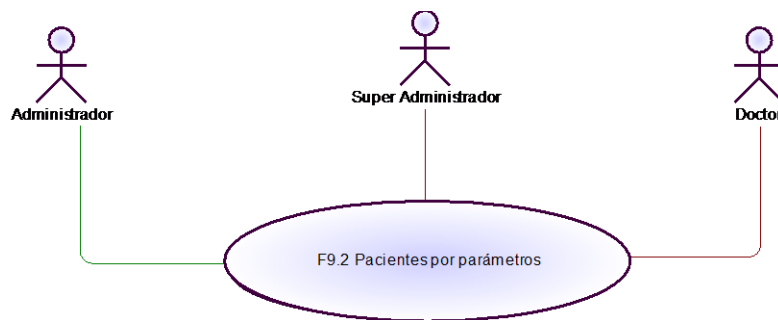 Super Administrador
Administrador
Doctor
F9.2 Pacientes por parámetros